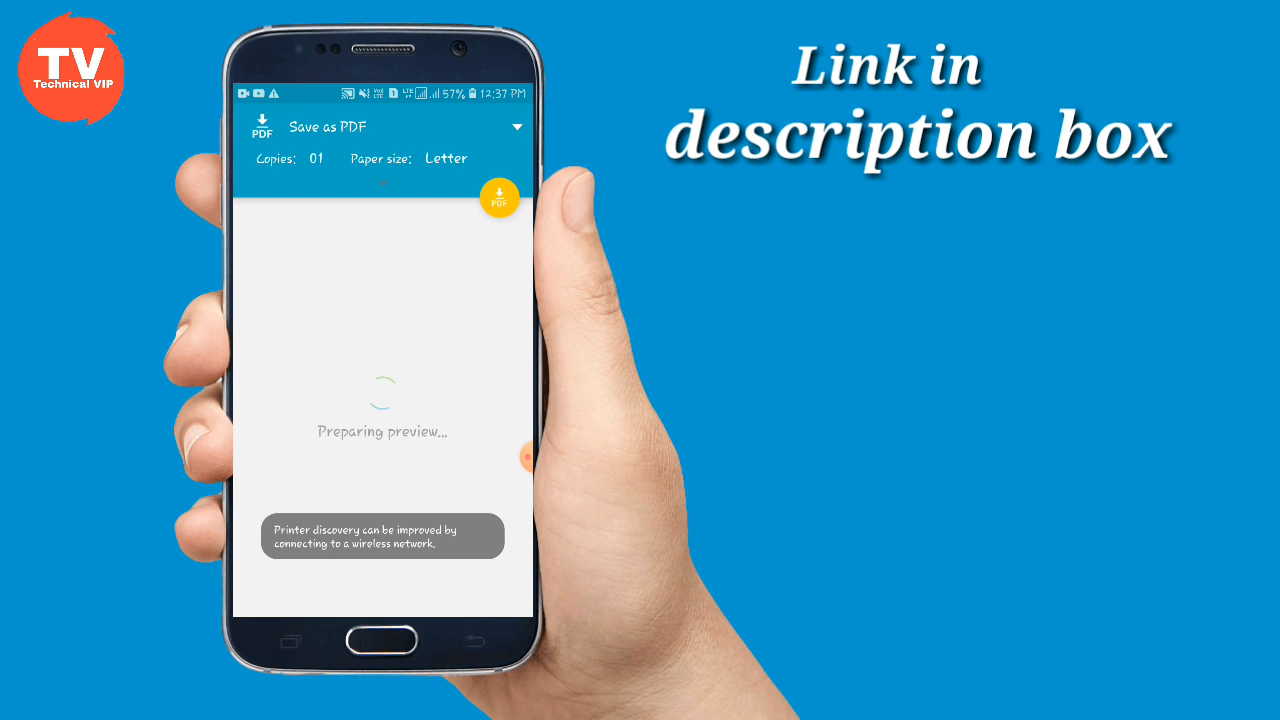 TV
Technical VIP
Link in
description box
57% 12:37 PM
PDF
Save as PDF
Copies: 01 Paper size: Letter
PDF
Preparing preview...
Printer discovery can be improved by
connecting to a wireless network.